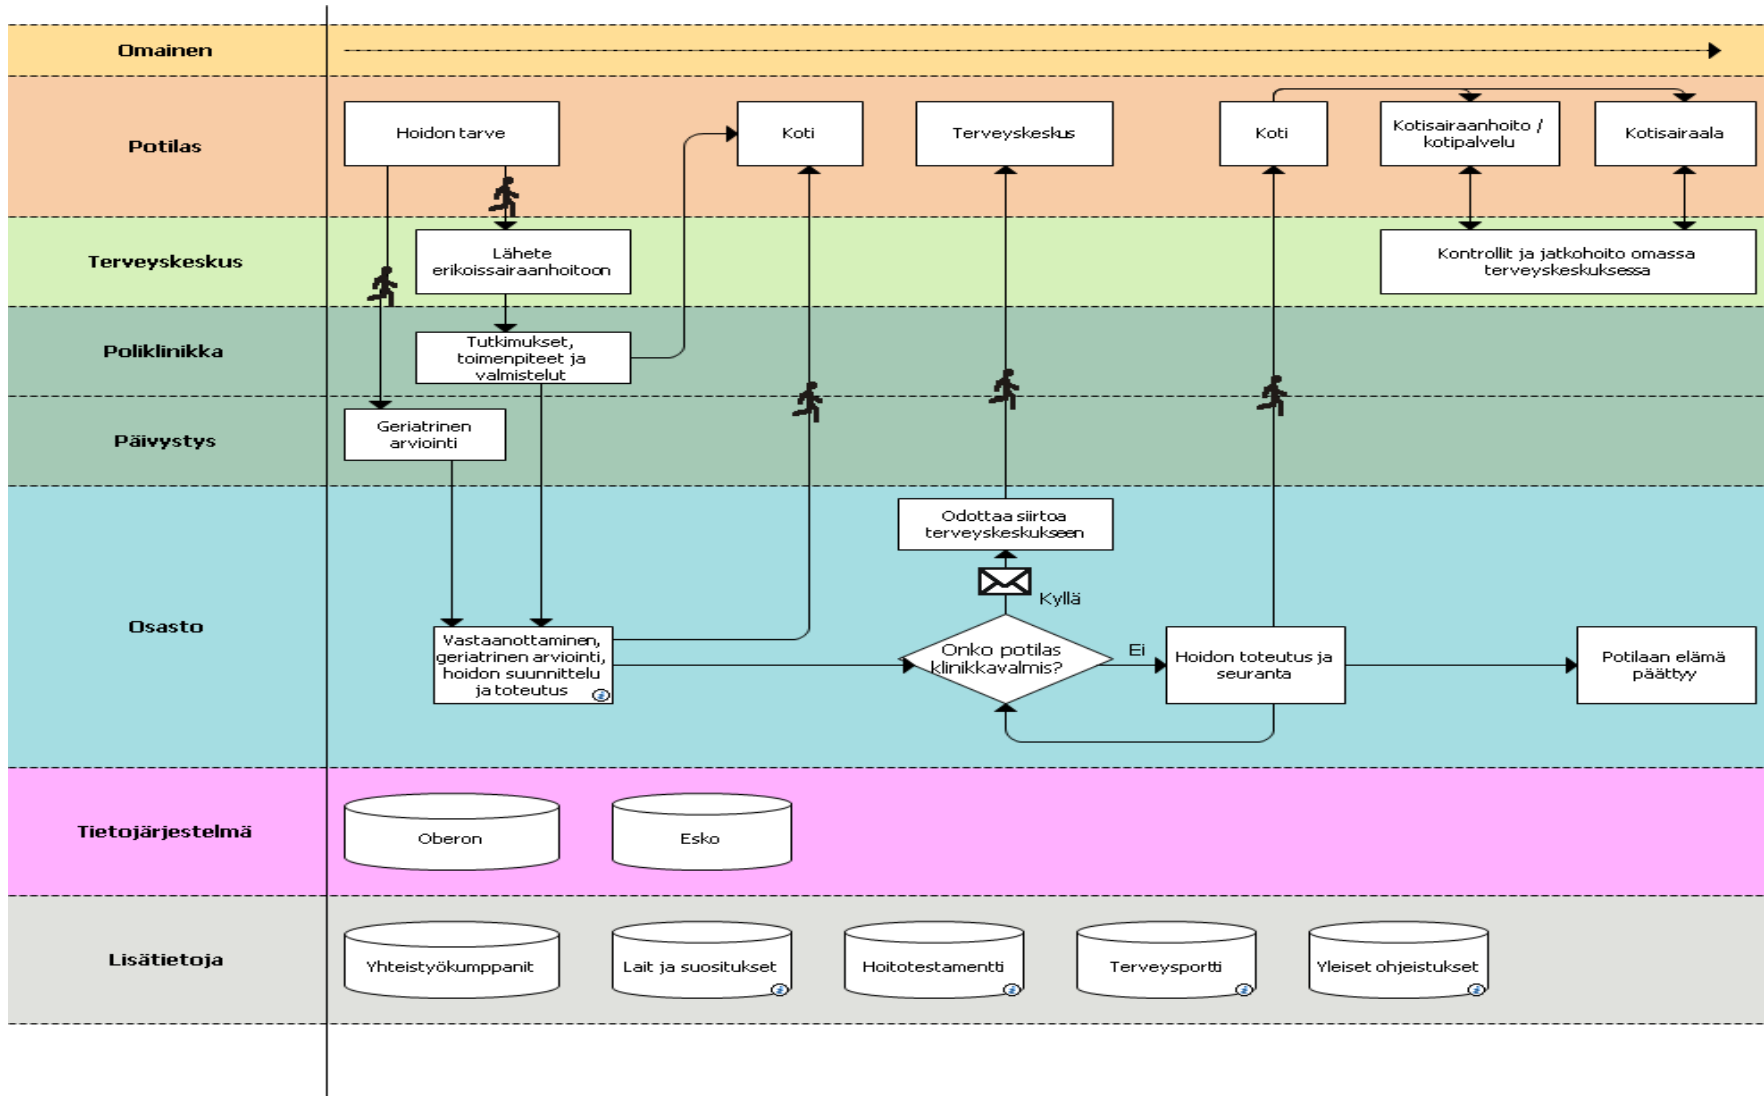 Omainen
Potilas
Hoidon tarve
Koti
Terveyskeskus
Koti
Kotisairaanhoito /
kotipalvelu
Kotisairaala
Terveyskeskus
Lähete
erikoissairaanhoitoon
Kontrollit ja jatkohoito omassa
terveyskeskuksessa
Poliklinikka
Tutkimukset,
toimenpiteet ja
valmistelut
Päivystys
Geriatrinen
arviointi
Osasto
Odottaa siirtoa
terveyskeskukseen
Kyllä
Vastaanottaminen,
geriatrinen arviointi,
hoidon suunnittelu
ja toteutus
Onko potilas
klinikkavalmis?
Ei
Hoidon toteutus ja
seuranta
Potilaan elämä
päättyy
Tietojärjestelmä
Oberon
Esko
Lisätietoja
Yhteistyökumppanit
Lait ja suositukset
Hoitotestamentti
Terveysportti
Yleiset ohjeistukset